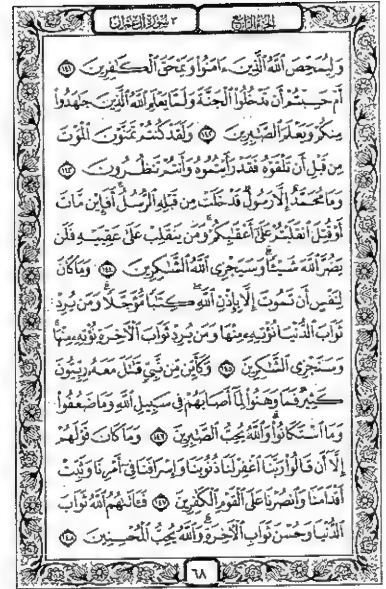 الجزء الرابع
٣ سورة آل عمران
وَلِيُمَحِّصَ ٱللَّهُ ٱلَّذِينَ ءَامَنُوا۟ وَيَمْحَقَ ٱلْكَـٰفِرِينَ ١٤١
أَمْ حَسِبْتُمْ أَن تَدْخُلُوا۟ ٱلْجَنَّةَ وَلَمَّا يَعْلَمِ ٱللَّهُ ٱلَّذِينَ جَـٰهَدُوا۟
مِنكُمْ وَيَعْلَمَ ٱلصَّـٰبِرِينَ ١٤٢ وَلَقَدْ كُنتُمْ تَمَنَّوْنَ ٱلْمَوْتَ
مِن قَبْلِ أَن تَلْقَوْهُ فَقَدْ رَأَيْتُمُوهُ وَأَنتُمْ تَنظُرُونَ ١٤٣
وَمَا مُحَمَّدٌ إِلَّا رَسُولٌ قَدْ خَلَتْ مِن قَبْلِهِ ٱلرُّسُلُ ۚ أَفَإِي۟ن مَّاتَ
أَوْ قُتِلَ ٱنقَلَبْتُمْ عَلَىٰٓ أَعْقَـٰبِكُمْ ۚ وَمَن يَنقَلِبْ عَلَىٰ عَقِبَيْهِ فَلَن
يَضُرَّ ٱللَّهَ شَيْـًٔا ۗ وَسَيَجْزِى ٱللَّهُ ٱلشَّـٰكِرِينَ ١٤٤ وَمَا كَانَ
لِنَفْسٍ أَن تَمُوتَ إِلَّا بِإِذْنِ ٱللَّهِ كِتَـٰبًا مُّؤَجَّلًا ۗ وَمَن يُرِدْ
ثَوَابَ ٱلدُّنْيَا نُؤْتِهِۦ مِنْهَا وَمَن يُرِدْ ثَوَابَ ٱلْـَٔاخِرَةِ نُؤْتِهِۦ مِنْهَا ۚ
وَسَنَجْزِى ٱلشَّـٰكِرِينَ ١٤٥ وَكَأَيِّن مِّن نَّبِىٍّ قَـٰتَلَ مَعَهُۥ رِبِّيُّونَ
كَثِيرٌ فَمَا وَهَنُوا۟ لِمَآ أَصَابَهُمْ فِى سَبِيلِ ٱللَّهِ وَمَا ضَعُفُوا۟
وَمَا ٱسْتَكَانُوا۟ ۗ وَٱللَّهُ يُحِبُّ ٱلصَّـٰبِرِينَ ١٤٦ وَمَا كَانَ قَوْلَهُمْ
إِلَّآ أَن قَالُوا۟ رَبَّنَا ٱغْفِرْ لَنَا ذُنُوبَنَا وَإِسْرَافَنَا فِىٓ أَمْرِنَا وَثَبِّتْ
أَقْدَامَنَا وَٱنصُرْنَا عَلَى ٱلْقَوْمِ ٱلْكَـٰفِرِينَ ١٤٧ فَـَٔاتَىٰهُمُ ٱللَّهُ ثَوَابَ
ٱلدُّنْيَا وَحُسْنَ ثَوَابِ ٱلْـَٔاخِرَةِ ۗ وَٱللَّهُ يُحِبُّ ٱلْمُحْسِنِينَ ١٤٨
٦٨